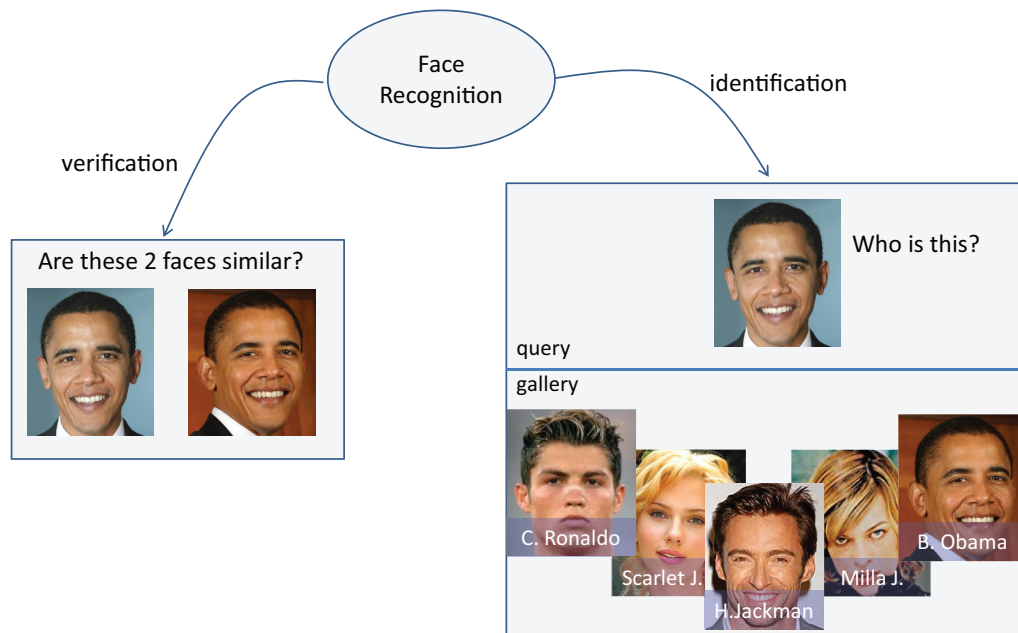 Face
Recognition
verification
identification
Are these 2 faces similar?
Who is this?
query
gallery
C. Ronaldo
Scarlet J.
H.Jackman
Milla J.
B. Obama